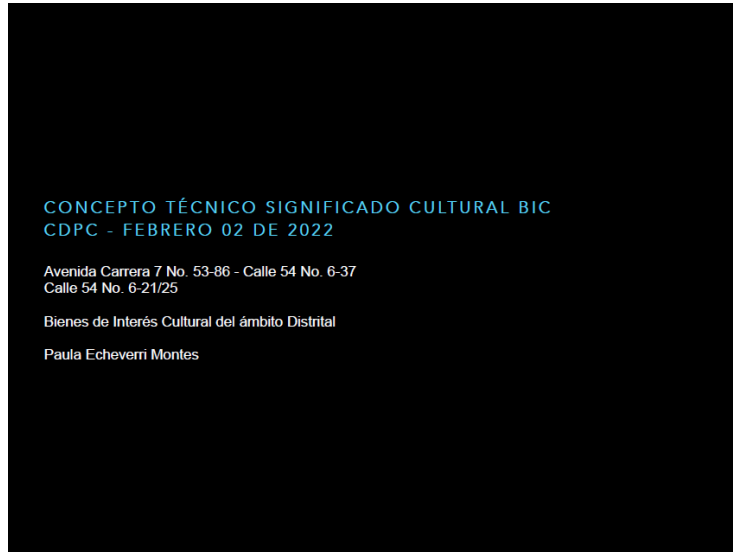 CONCEPTO TÉCNICO SIGNIFICADO CULTURAL BIC
CDPC - FEBRERO 02 DE 2022
Avenida Carrera 7 No. 53-86 - Calle 54 No. 6-37
Calle 54 No. 6-21/25
Bienes de Interés Cultural del ámbito Distrital
Paula Echeverri Montes